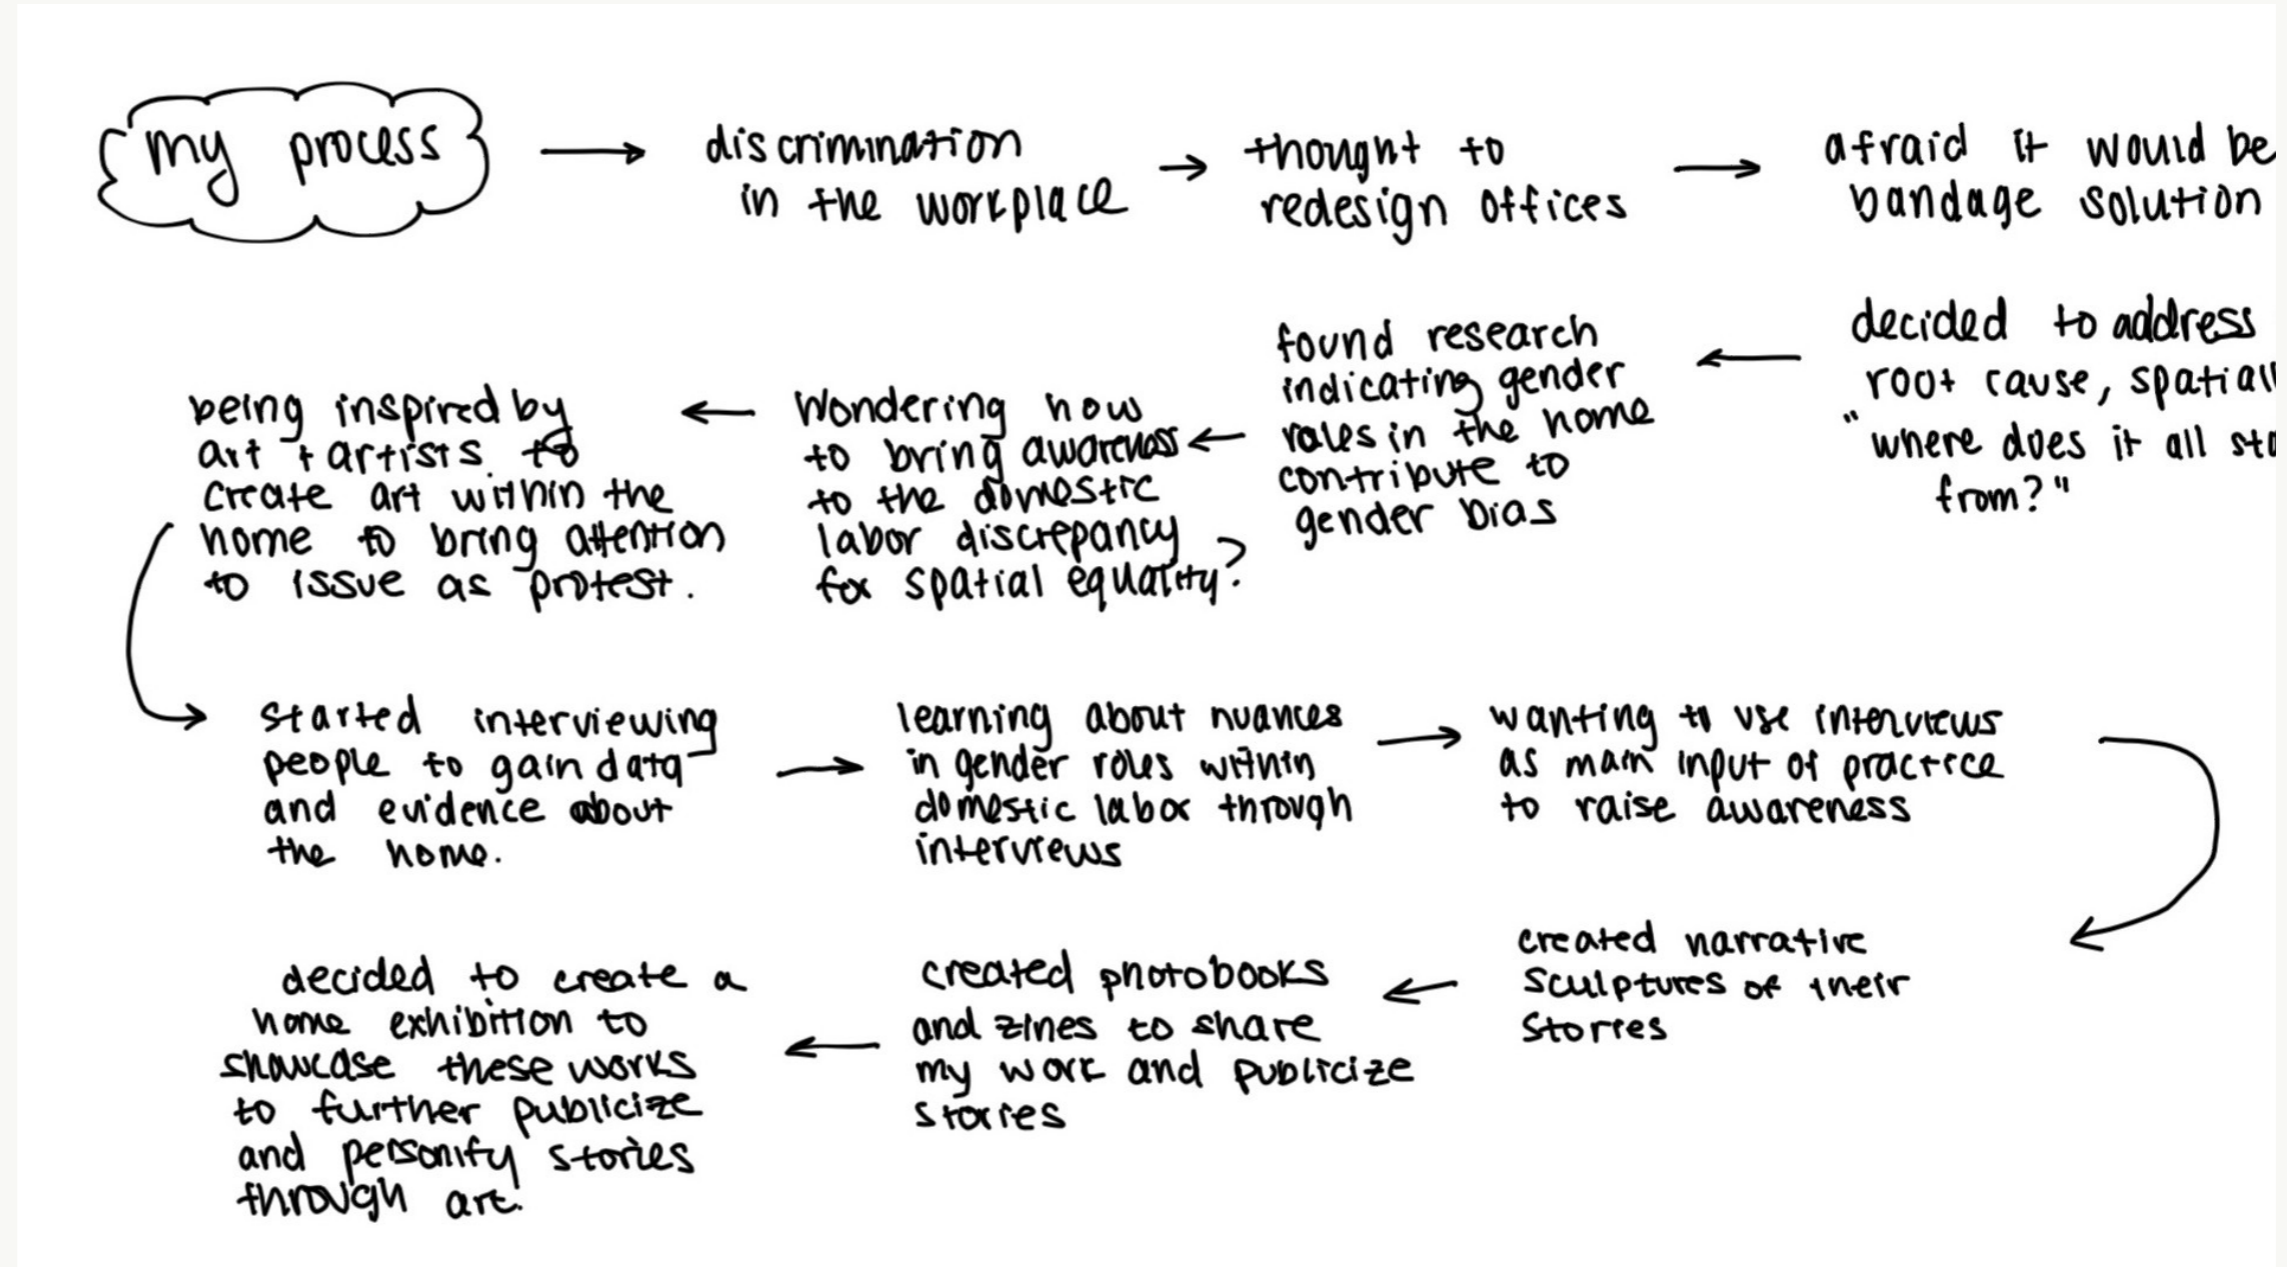 my process
discrimination
in the workplace
thought to
redesign offices
afraid it would be
bandage solution
decided to address
root cause, spatiall
"where does it all sta
from?"
found research
indicating gender
roles in the home
contribute to
gender bias
Wondering how
to bring awareness
to the domestic
labor discrepancy
for spatial equality?
being inspired by
art + artists to
create art within the
home to bring attention
to issue as protest.
started interviewing
people to gain data
and evidence about
the home.
learning about nuances
in gender roles within
domestic labor through
interviews
wanting to use interviews
as main input of practice
to raise awareness
created narrative
sculptures of their
stories
created photobooks
and zines to share
my work and publicize
stories
decided to create a
home exhibition to
showcase these works
to further publicize
and personify stories
through art.